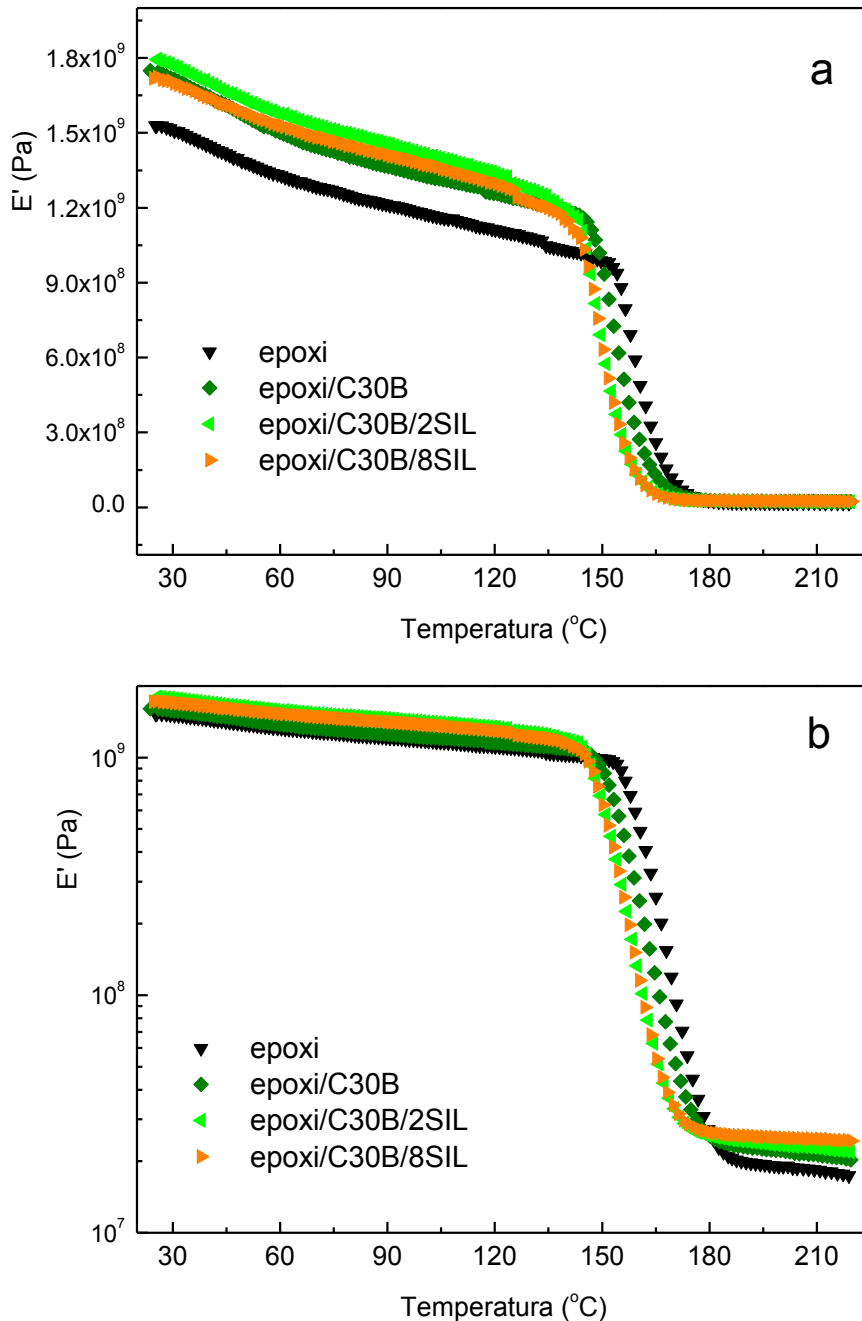 a
1.8x10⁹
1.5x10⁹
1.2x10⁹
9.0x10⁸
6.0x10⁸
3.0x10⁸
0.0
E' (Pa)
epoxi
epoxi/C30B
epoxi/C30B/2SIL
epoxi/C30B/8SIL
30 60 90 120 150 180 210
Temperatura (°C)
b
10⁹
10⁸
10⁷
E' (Pa)
epoxi
epoxi/C30B
epoxi/C30B/2SIL
epoxi/C30B/8SIL
30 60 90 120 150 180 210
Temperatura (°C)